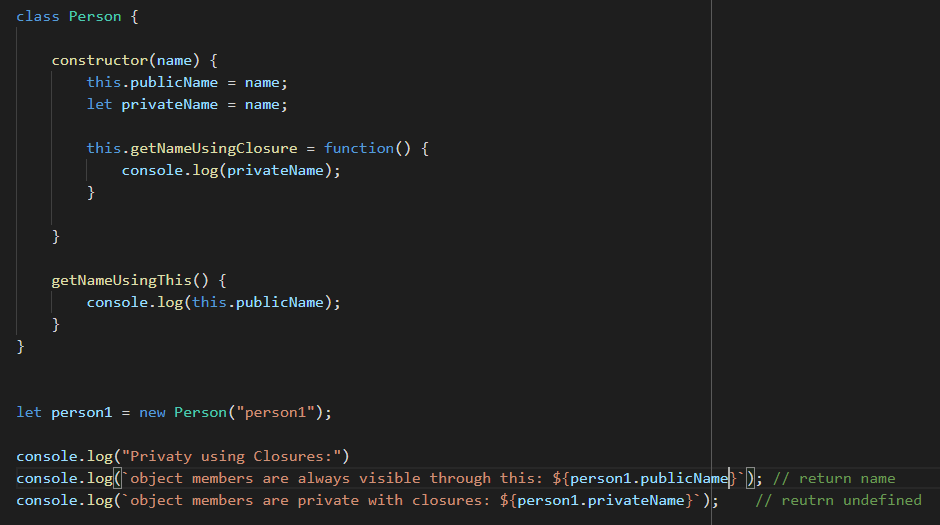 class Person {
constructor(name) {
this.publicName = name;
let privateName = name;
this.getNameUsingClosure = function() {
console.log(privateName);
}
}
getNameUsingThis() {
console.log(this.publicName);
}
}
let person1 = new Person("person1");
console.log("Privaty using Closures:")
console.log(`object members are always visible through this: ${person1.publicName}`); // return name
console.log(`object members are private with closures: ${person1.privateName}`); // reutrn undefined